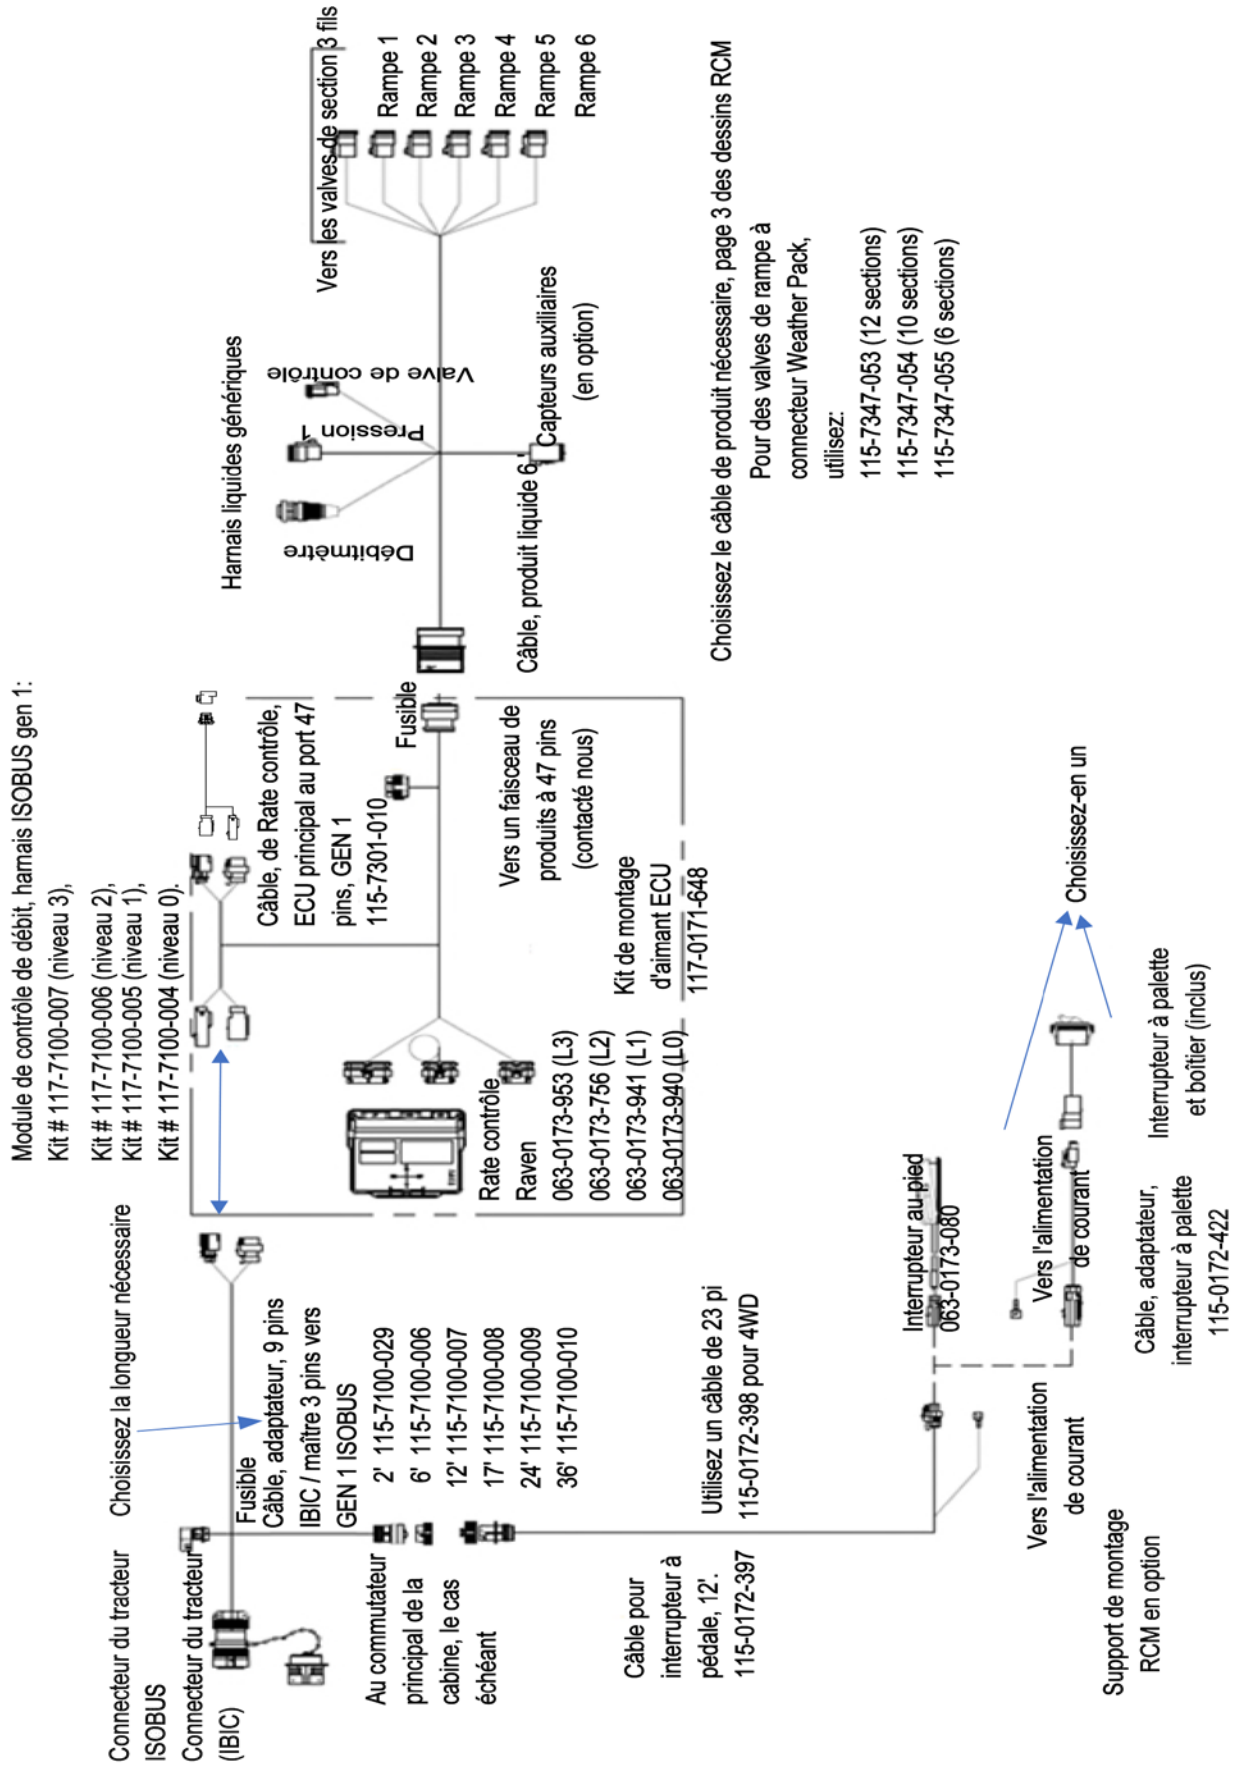 Module de contrôle de débit, harnais ISOBUS gen 1:
Kit # 117-7100-007 (niveau 3),
Kit # 117-7100-006 (niveau 2),
Kit # 117-7100-005 (niveau 1),
Kit # 117-7100-004 (niveau 0).
Connecteur du tracteur
ISOBUS
Connecteur du tracteur
(IBIC)
Choisissez la longueur nécessaire
Fusible
Câble, adaptateur, 9 pins
IBIC / maître 3 pins vers
GEN 1 ISOBUS
2' 115-7100-029
6' 115-7100-006
12' 115-7100-007
17' 115-7100-008
24' 115-7100-009
36' 115-7100-010
Au commutateur
principal de la
cabine, le cas
échéant
Câble, de Rate contrôle,
ECU principal au port 47
pins, GEN 1
115-7301-010
Fusible
Rate contrôle
Raven
063-0173-953 (L3)
063-0173-756 (L2)
063-0173-941 (L1)
063-0173-940 (L0)
Vers un faisceau de
produits à 47 pins
(contacté nous)
Kit de montage
d'aimant ECU
117-0171-648
Harnais liquides génériques
Débitmètre
Pression 1
Valve de contrôle
Vers les valves de section 3 fils
Rampe 1
Rampe 2
Rampe 3
Rampe 4
Rampe 5
Rampe 6
Câble, produit liquide 6-
Capteurs auxiliaires
(en option)
Choisissez le câble de produit nécessaire, page 3 des dessins RCM
Pour des valves de rampe à
connecteur Weather Pack,
utilisez:
115-7347-053 (12 sections)
115-7347-054 (10 sections)
115-7347-055 (6 sections)
Câble pour
interrupteur à
pédale, 12'.
115-0172-397
Utilisez un câble de 23 pi
115-0172-398 pour 4WD
Interrupteur au pied
063-0173-080
Vers l'alimentation
de courant
Vers l'alimentation
de courant
Choisissez-en un
Interrupteur à palette
et boîtier (inclus)
Câble, adaptateur,
interrupteur à palette
115-0172-422
Support de montage
RCM en option